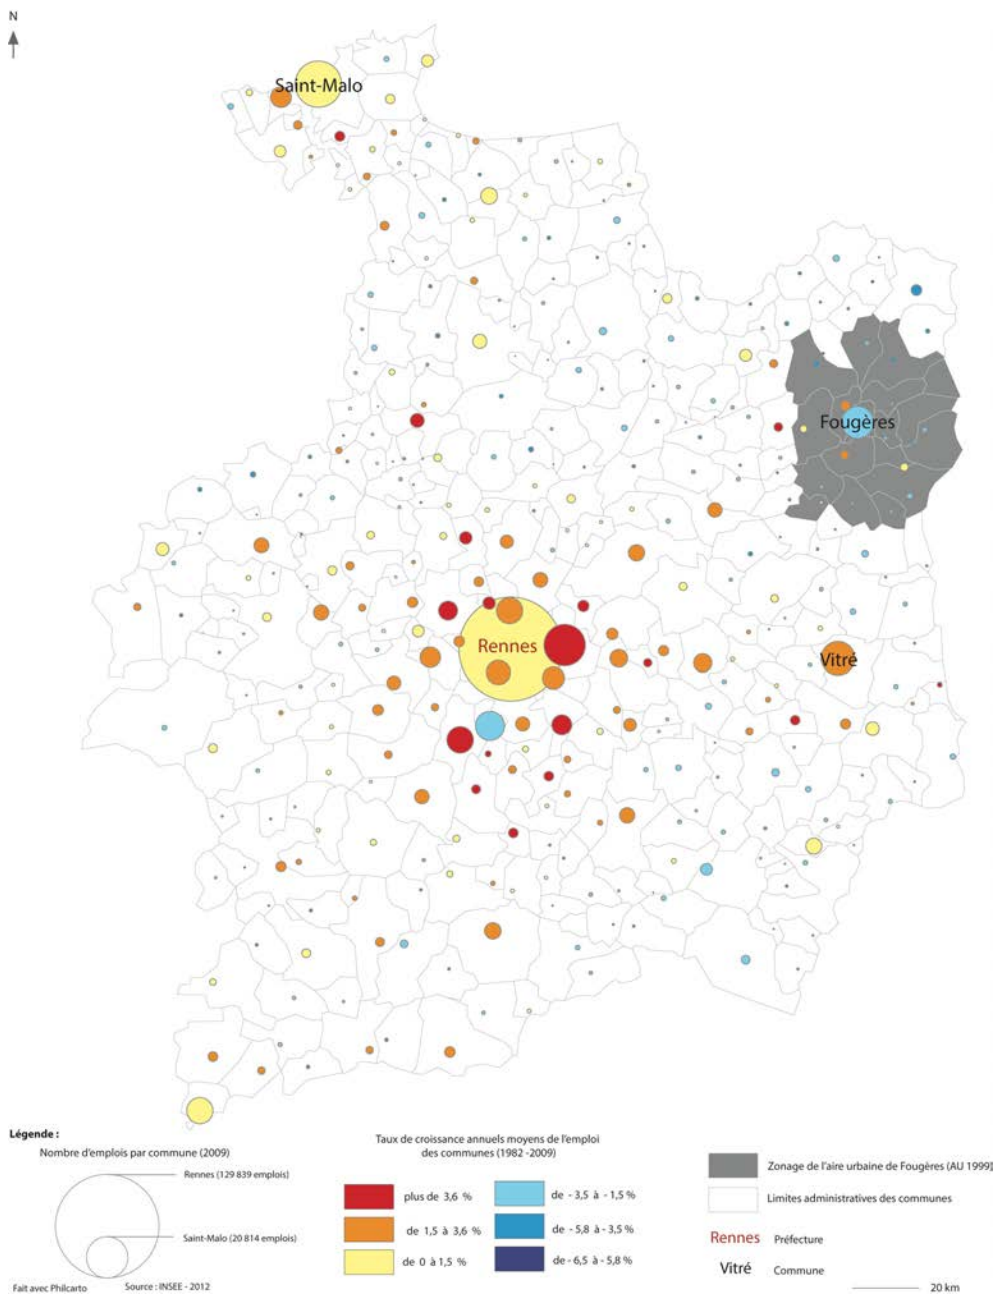 N
Saint-Malo
Fougères
Rennes
Vitré
Légende :
Nombre d'emplois par commune (2009)
Rennes (129 839 emplois)
Saint-Malo (20 814 emplois)
Fait avec Philcarto
Source : INSEE - 2012
Taux de croissance annuels moyens de l'emploi
des communes (1982 -2009)
plus de 3,6 %
de 1,5 à 3,6 %
de 0 à 1,5 %
de - 3,5 à - 1,5 %
de - 5,8 à - 3,5 %
de - 6,5 à - 5,8 %
Zonage de l'aire urbaine de Fougères (AU 1999)
Limites administratives des communes
Rennes Préfecture
Vitré Commune
20 km